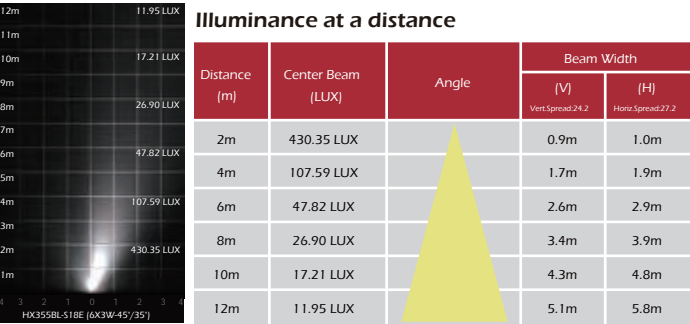 12m 11.95 LUX
11m
10m 17.21 LUX
9m
8m 26.90 LUX
7m
6m 47.82 LUX
5m
4m 107.59 LUX
3m
2m 430.35 LUX
1m
4 3 2 1 0 1 2 3 4
HX355BL-S18E (6X3W-45°/35°)
Illuminance at a distance
Distance (m) Center Beam (LUX) Angle Beam Width
(V) (H)
Vert.Spread:24.2 Horiz.Spread:27.2
2m 430.35 LUX 0.9m 1.0m
4m 107.59 LUX 1.7m 1.9m
6m 47.82 LUX 2.6m 2.9m
8m 26.90 LUX 3.4m 3.9m
10m 17.21 LUX 4.3m 4.8m
12m 11.95 LUX 5.1m 5.8m